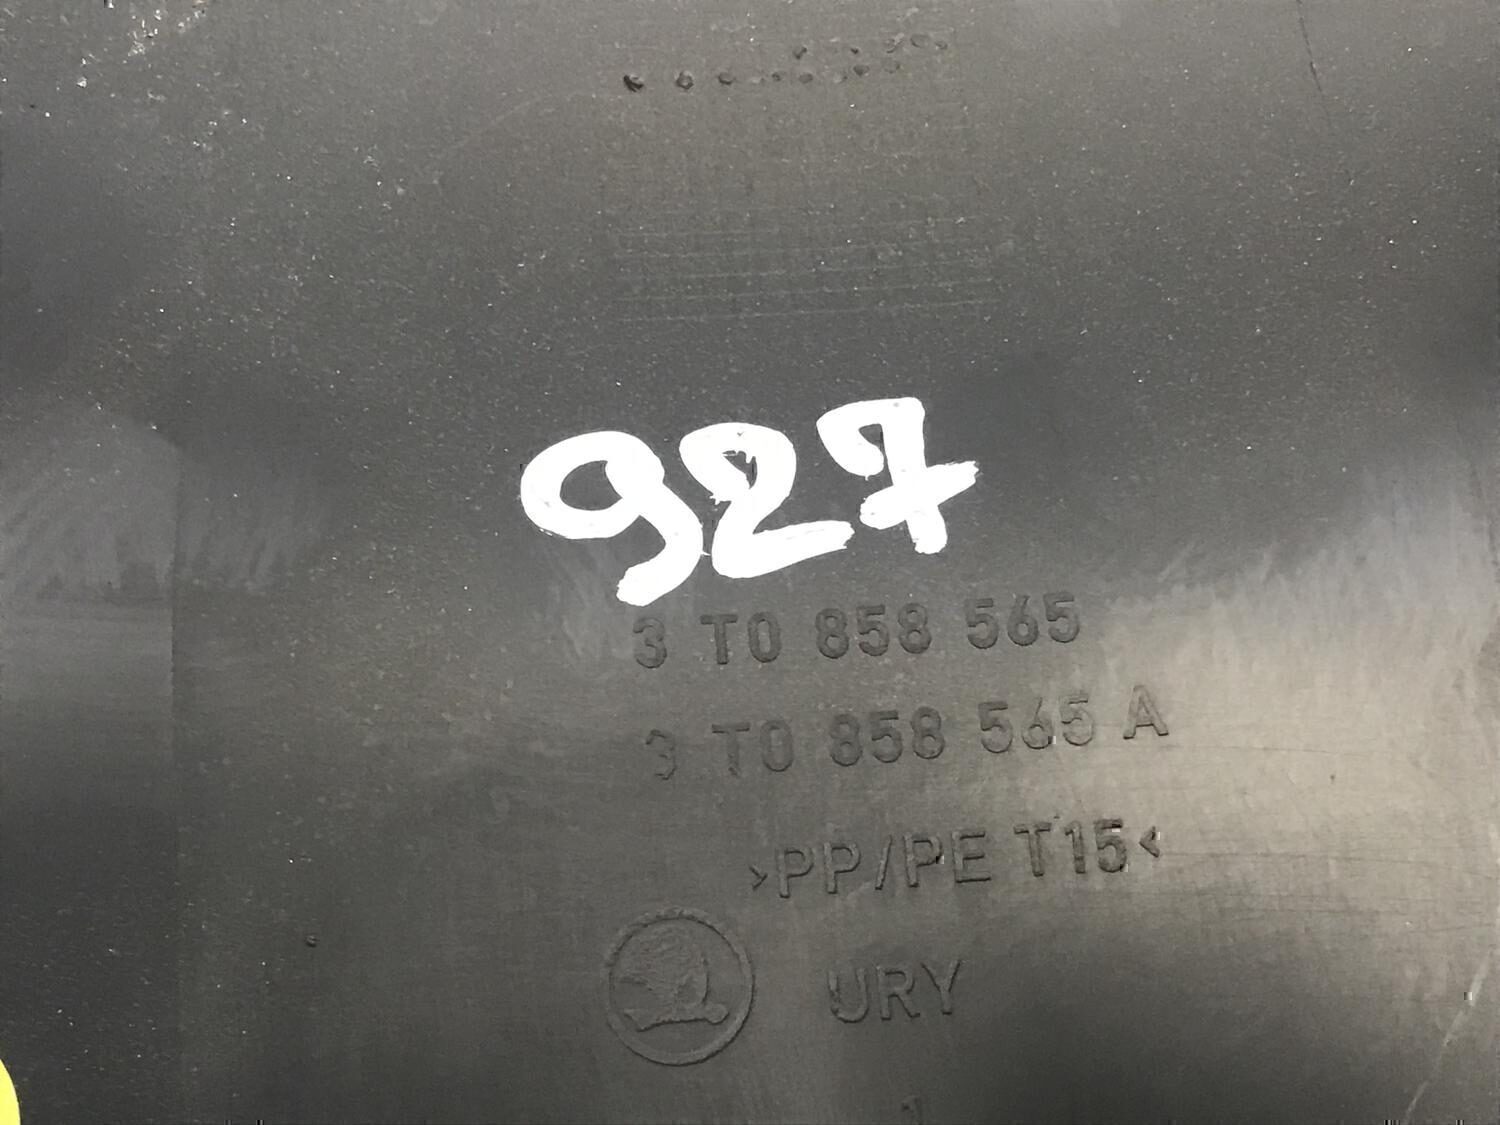 927
3 T0 858 565
3 T0 858 565 A
>PP/PE T15<
URY